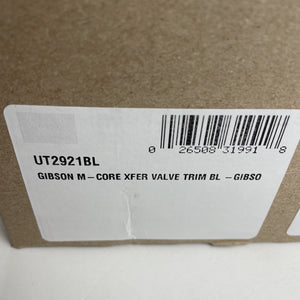 UT2921BL
0 26508 31991 8
GIBSON M-CORE XFER VALVE TRIM BL -GIBSO